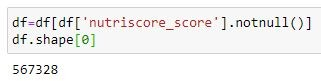 df=df[df['nutriscore_score'].notnull()]
df.shape[0]
567328